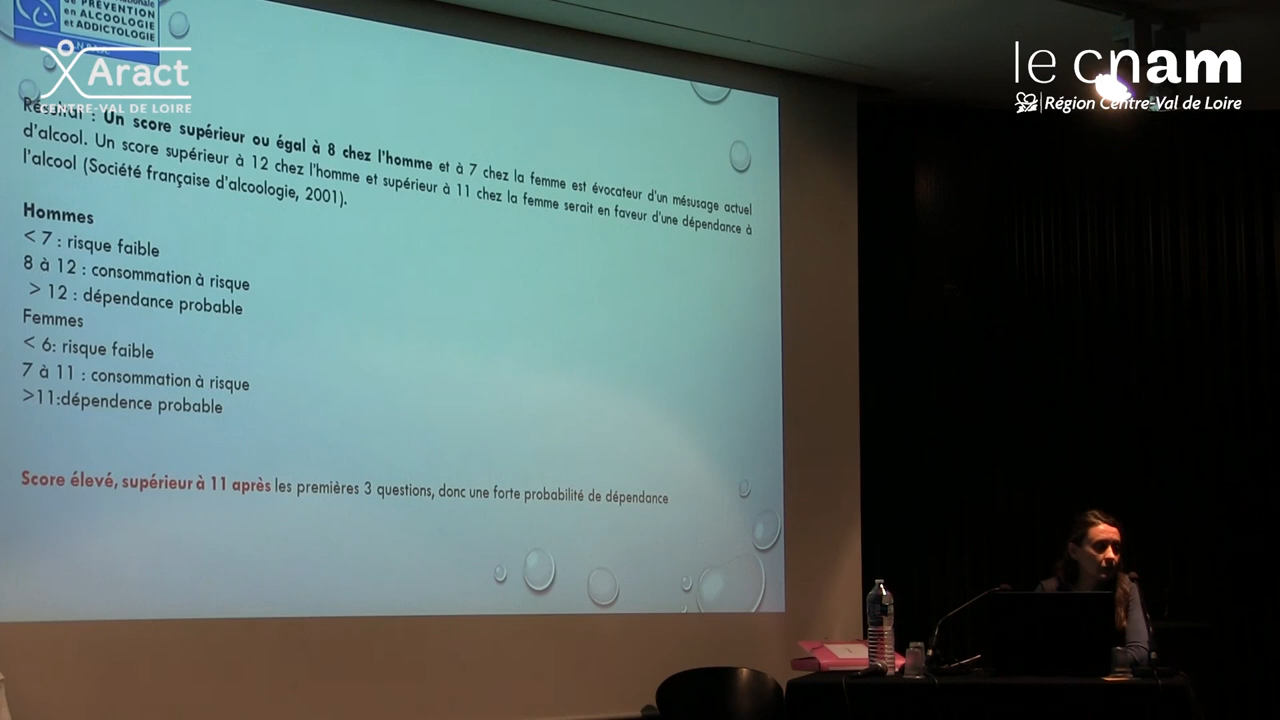 DE PRÉVENTION
EN ALCOOLOGIE
ET ADDICTOLOGIE
Aract
CENTRE-VAL DE LOIRE
le cnam
Région Centre-Val de Loire
Résultat : Un score supérieur ou égal à 8 chez l'homme et à 7 chez la femme est évocateur d'un mésusage actuel
d'alcool. Un score supérieur à 12 chez l'homme et supérieur à 11 chez la femme serait en faveur d'une dépendance à
l'alcool (Société française d'alcoologie, 2001).
Hommes
< 7 : risque faible
8 à 12 : consommation à risque
> 12 : dépendance probable
Femmes
< 6: risque faible
7 à 11 : consommation à risque
>11:dépendence probable
Score élevé, supérieur à 11 après les premières 3 questions, donc une forte probabilité de dépendance